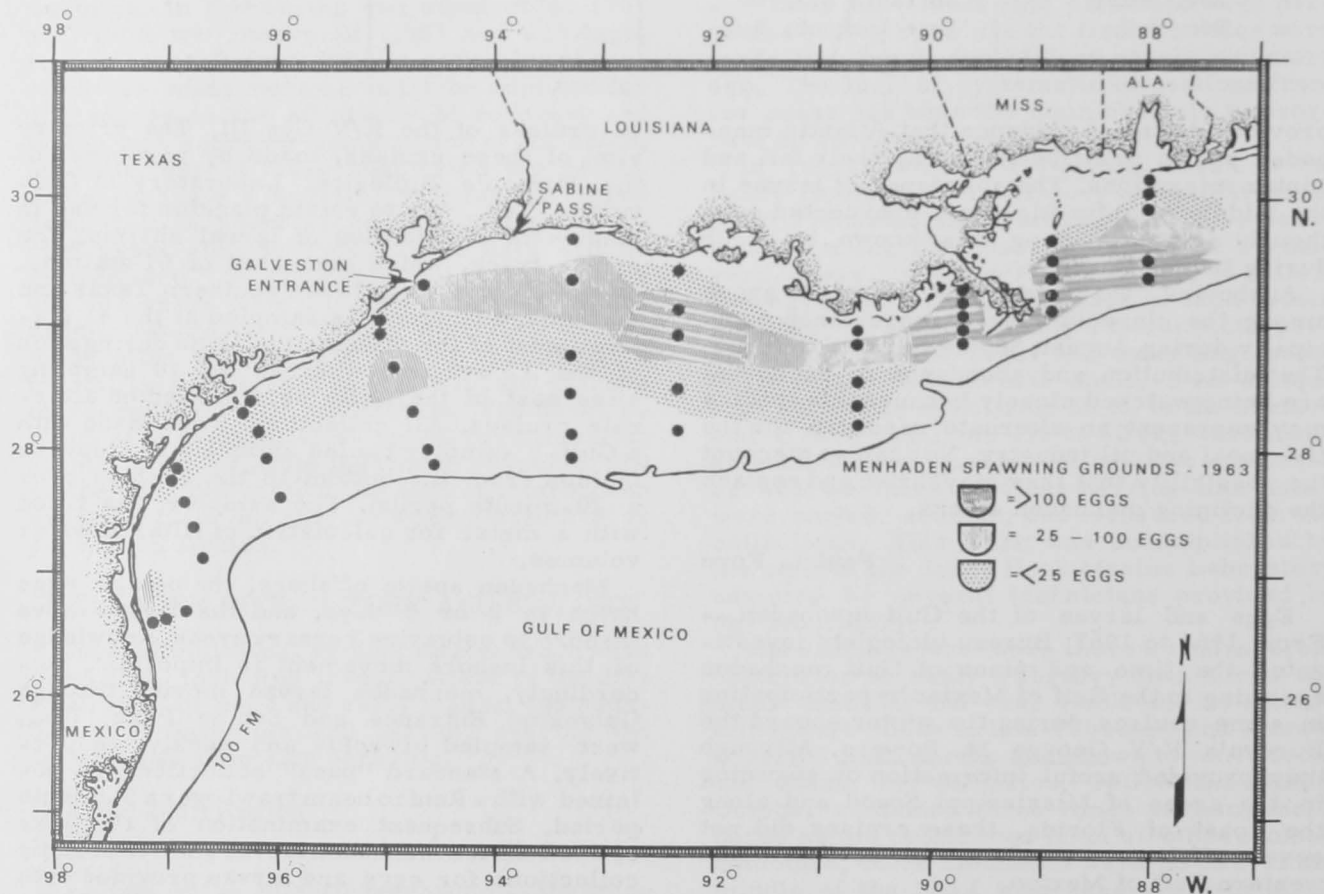 98° 96° 94° 92° 90° 88°
ALA
MISS.
LOUISIANA
TEXAS
30°
SABINE
PASS
30°
N.
GALVESTON
ENTRANCE
28°
28°
MENHADEN SPAWNING GROUNDS - 1963
=>100 EGGS
= 25 - 100 EGGS
=<25 EGGS
GULF OF MEXICO
N
26°
26°
MEXICO
100 FM
98 96 94 92 90 88
W.